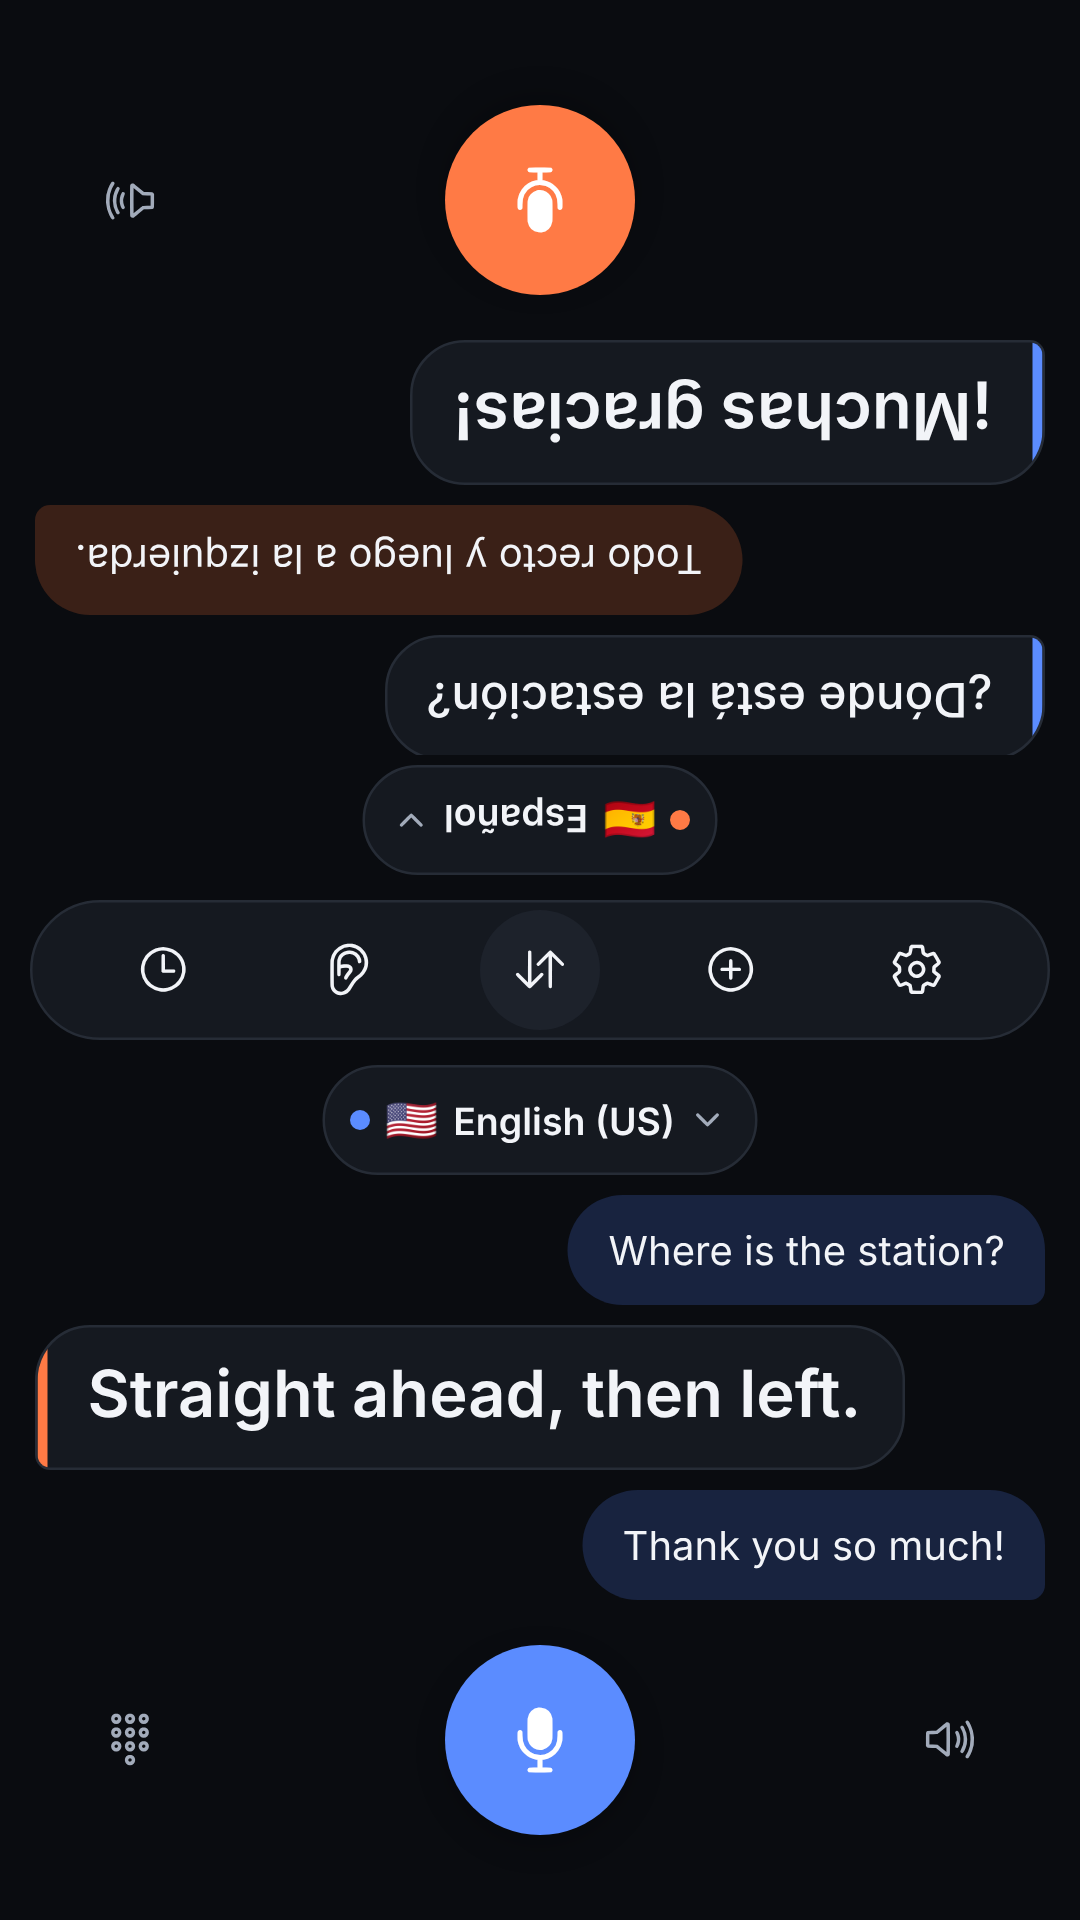 ¡Muchas gracias!
Todo recto y luego a la izquierda.
¿Dónde está la estación?
Español
English (US)
Where is the station?
Straight ahead, then left.
Thank you so much!